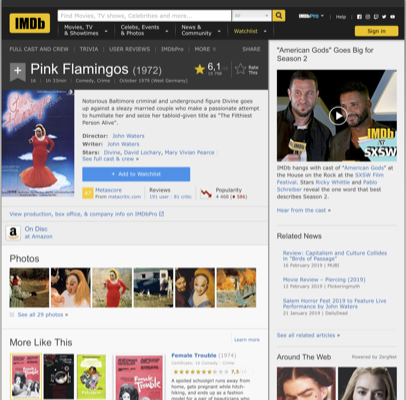 IMDb
Find Movies, TV shows, Celebrities and more...
All
IMDbPro
Help
Movies, TV
& Showtimes
Celebs, Events
& Photos
News &
Community
Watchlist
Sign in
FULL CAST AND CREW | TRIVIA | USER REVIEWS | IMDbPro | MORE
SHARE
Pink Flamingos (1972)
6,1
Rate
This
18 | 1h 33min | Comedy, Crime | October 1979 (West Germany)
Notorious Baltimore criminal and underground figure Divine goes
up against a sleazy married couple who make a passionate attempt
to humiliate her and seize her tabloid-given title as "The Filthiest
Person Alive".
Director: John Waters
Writer: John Waters
Stars: Divine, David Lochary, Mary Vivian Pearce |
See full cast & crew »
+ Add to Watchlist
47
Metascore
From metacritic.com
Reviews
191 user | 81 critic
Popularity
4 468
View production, box office, & company info on IMDbPro
On Disc
at Amazon
Photos
See all 29 photos »
More Like This
Learn more
Female Trouble (1974)
7,3
A spoiled schoolgirl runs away from
home, gets pregnant while hitch-
hiking, and ends up as a fashion
model for a pair of beauticians who
"American Gods" Goes Big for
Season 2
IMDb
AT
SXSW
IMDb hangs with cast of "American Gods" at
the House on the Rock at the SXSW
Film Festival. Stars Ricky Whittle and Pablo
Schreiber reveal the one word that best
describes Season 2.
Hear from the cast »
Related News
Review: Capitalism and Culture Collides
in "Birds of Passage"
16 February 2019 | MUBI
Movie Review – Piercing (2019)
12 February 2019 | Flickeringmyth
Salem Horror Fest 2019 to Feature Live
Performance by John Waters
21 January 2019 | DailyDead
See all related articles »
Around The Web
Powered by ZergNet